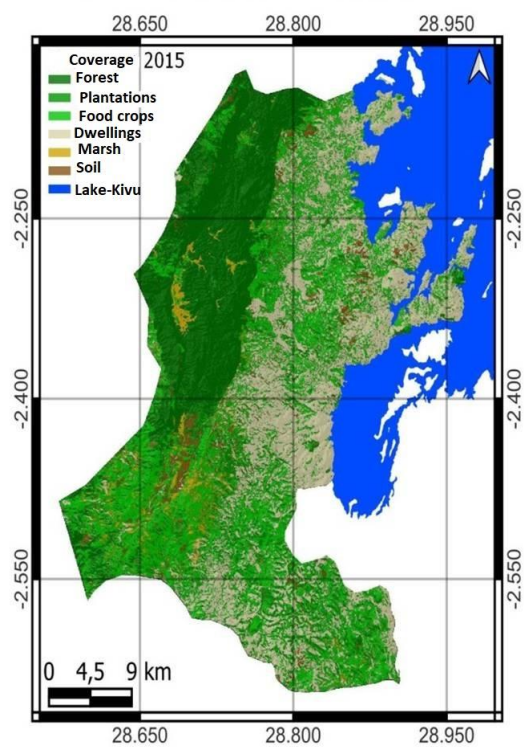 28.650 28.800 28.950
Coverage 2015
Forest
Plantations
Food crops
Dwellings
Marsh
Soil
Lake-Kivu
-2.250 -2.250
-2.400 -2.400
-2.550 -2.550
0 4,5 9 km
28.650 28.800 28.950